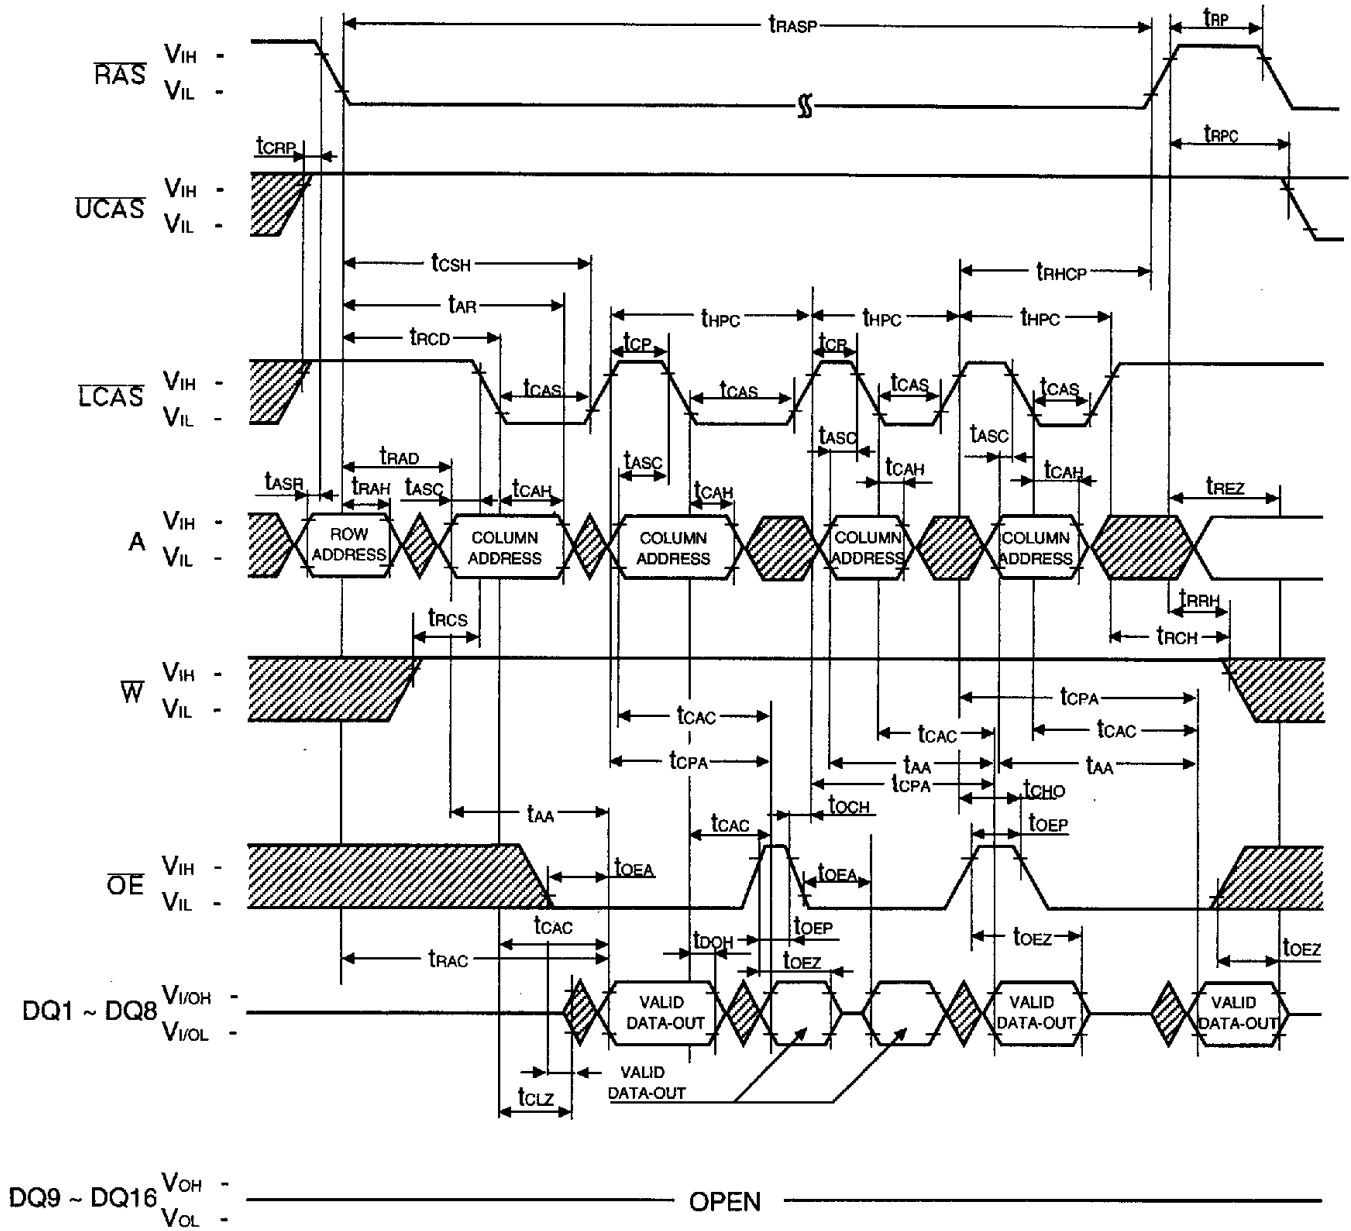 tRASP
tRP
RAS
VIH -
VIL -
tCRP
tRPC
UCAS
VIH -
VIL -
tCSH
tRHCP
tAR
tHPC
tHPC
tHPC
tRCD
tCP
tCP
LCAS
VIH -
VIL -
tCAS
tCAS
tCAS
tCAS
tASC
tASC
tRAD
tASC
tCAH
tCAH
tASR
tRAH
tASC
tCAH
tCAH
tREZ
A
VIH -
VIL -
ROW
ADDRESS
COLUMN
ADDRESS
COLUMN
ADDRESS
COLUMN
ADDRESS
COLUMN
ADDRESS
tRRH
tRCS
tRCH
W
VIH -
VIL -
tCPA
tCAC
tCAC
tCAC
tCPA
tAA
tAA
tCPA
tCHO
tAA
tOCH
tCAC
tOEP
OE
VIH -
VIL -
tOEA
tOEA
tCAC
tOEP
tDOH
tOEZ
tRAC
tOEZ
tOEZ
DQ1 ~ DQ8
VI/OH -
VI/OL -
VALID
DATA-OUT
VALID
DATA-OUT
VALID
DATA-OUT
VALID
DATA-OUT
tCLZ
DQ9 ~ DQ16
VOH -
VOL -
OPEN